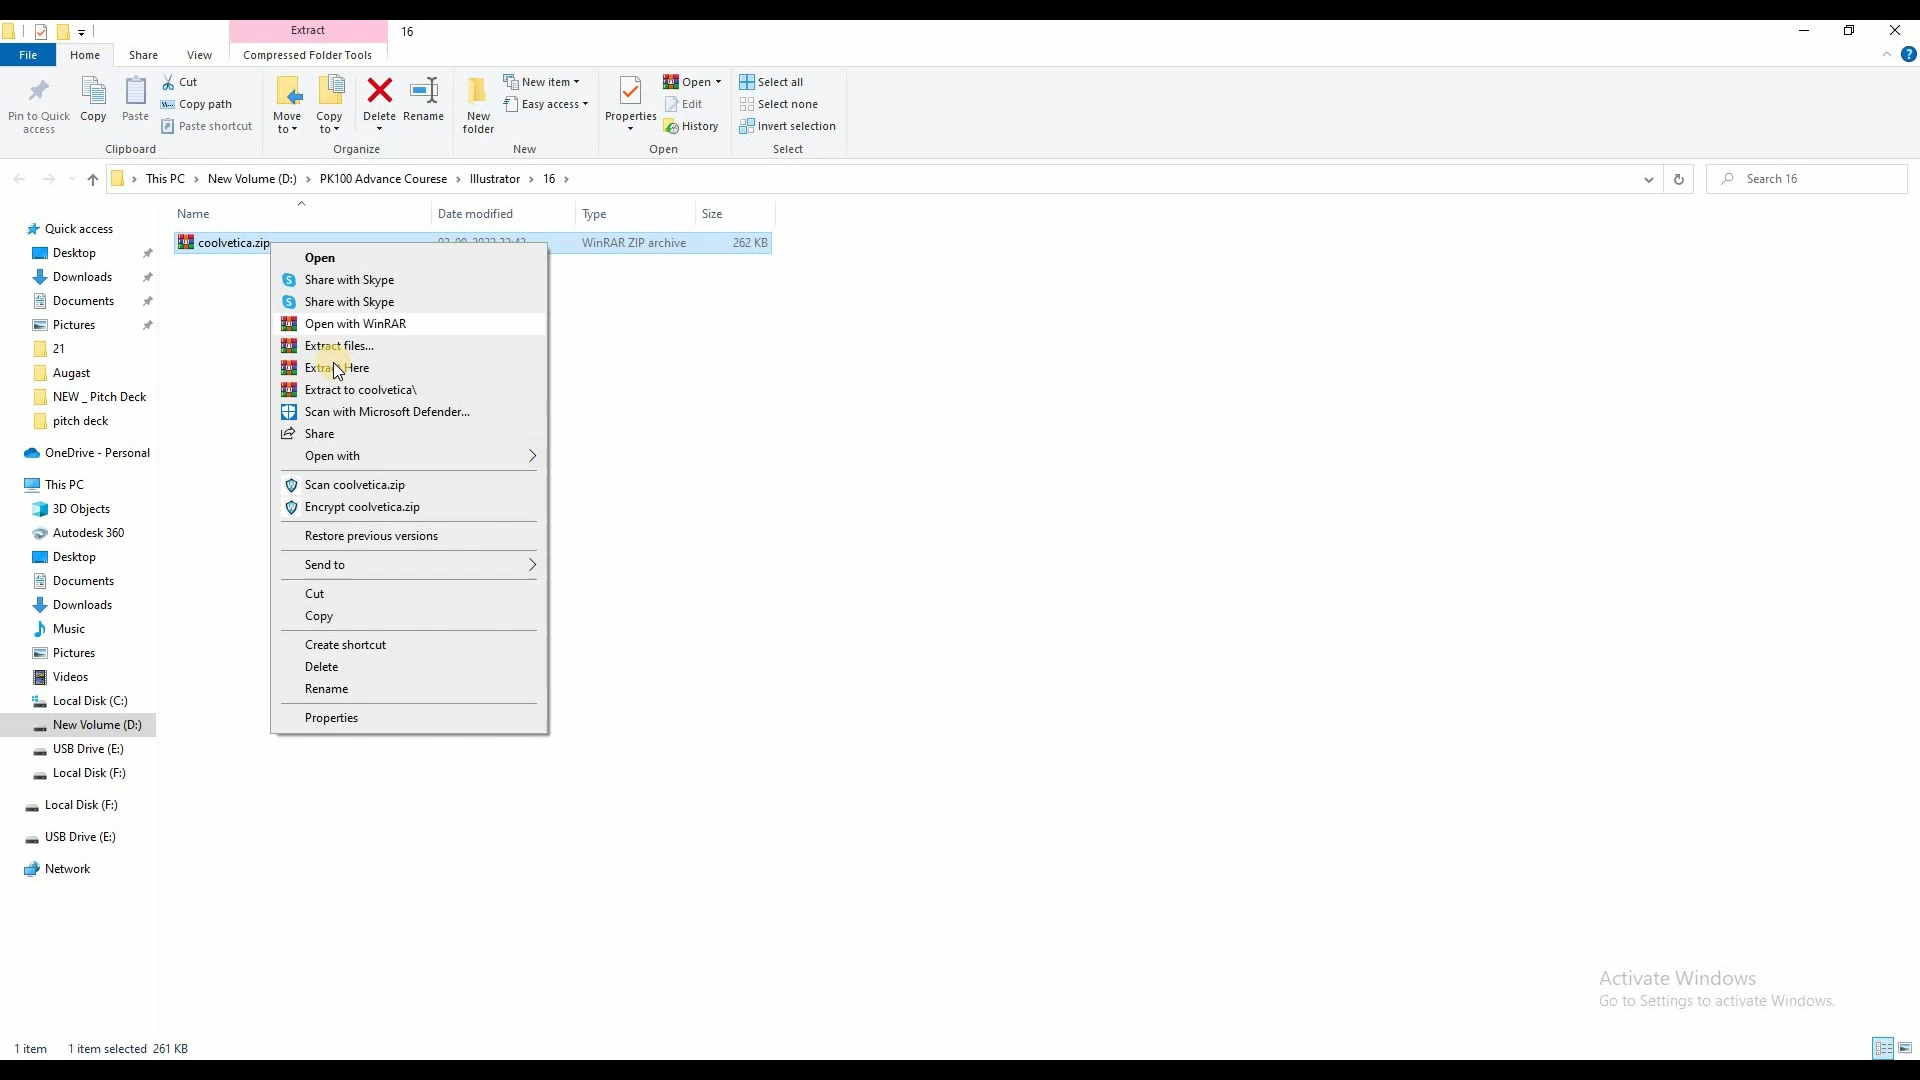 Extract
16
File
Home
Share
View
Compressed Folder Tools
Pin to Quick access
Copy
Paste
Cut
Copy path
Paste shortcut
Clipboard
Move to
Copy to
Delete
Rename
Organize
New folder
New item
Easy access
New
Properties
Open
Edit
History
Open
Select all
Select none
Invert selection
Select
This PC > New Volume (D:) > PK100 Advance Courese > Illustrator > 16 >
Search 16
Name
Date modified
Type
Size
coolvetica.zip
WinRAR ZIP archive
262 KB
Quick access
Desktop
Downloads
Documents
Pictures
21
Augast
NEW _ Pitch Deck
pitch deck
OneDrive - Personal
This PC
3D Objects
Autodesk 360
Desktop
Documents
Downloads
Music
Pictures
Videos
Local Disk (C:)
New Volume (D:)
USB Drive (E:)
Local Disk (F:)
Local Disk (F:)
USB Drive (E:)
Network
Open
Share with Skype
Share with Skype
Open with WinRAR
Extract files...
Extract Here
Extract to coolvetica\
Scan with Microsoft Defender...
Share
Open with
Scan coolvetica.zip
Encrypt coolvetica.zip
Restore previous versions
Send to
Cut
Copy
Create shortcut
Delete
Rename
Properties
Activate Windows
Go to Settings to activate Windows.
1 item
1 item selected 261 KB